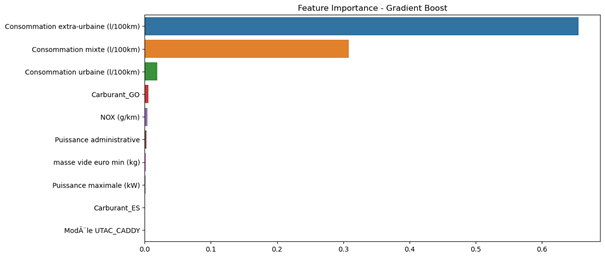 Feature Importance - Gradient Boost
Consommation extra-urbaine (l/100km)
Consommation mixte (l/100km)
Consommation urbaine (l/100km)
Carburant_GO
NOX (g/km)
Puissance administrative
masse vide euro min (kg)
Puissance maximale (kW)
Carburant_ES
ModÃ¨le UTAC_CADDY
0.0 0.1 0.2 0.3 0.4 0.5 0.6